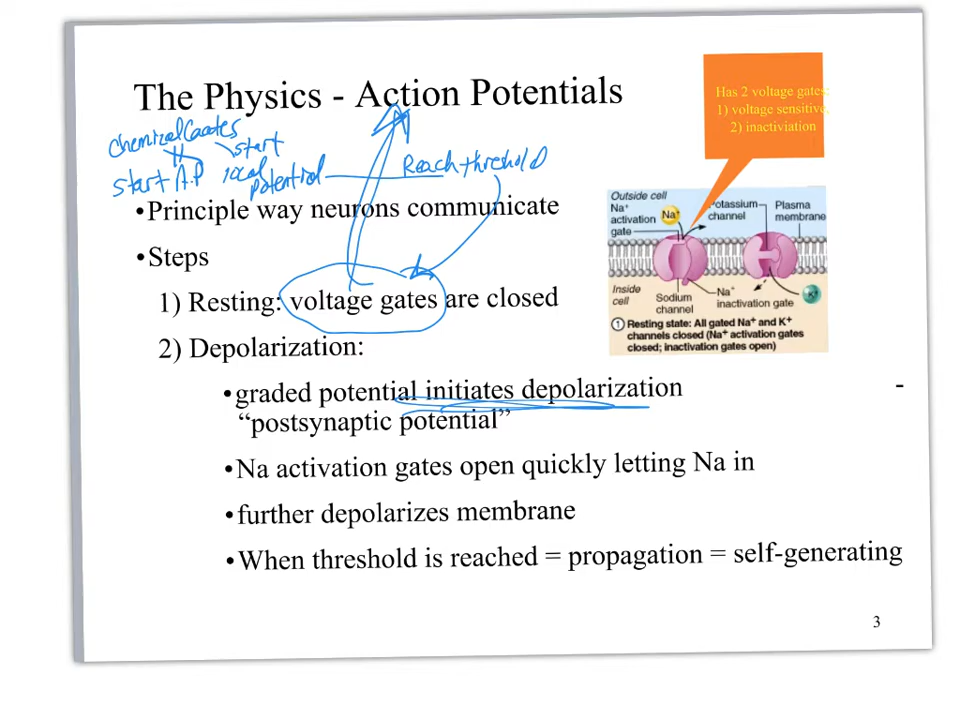 The Physics - Action Potentials
Chemical Gates
start
start A.P
local
potential
Reach threshold
•Principle way neurons communicate
•Steps
1) Resting: voltage gates are closed
2) Depolarization:
•graded potential initiates depolarization -
“postsynaptic potential”
•Na activation gates open quickly letting Na in
•further depolarizes membrane
•When threshold is reached = propagation = self-generating
Has 2 voltage gates:
1) voltage sensitive,
2) inactiviation
Outside cell
Na⁺
activation
gate
Na⁺
Potassium
channel
Plasma
membrane
Inside
cell
Sodium
channel
Na⁺
inactivation gate
K⁺
① Resting state: All gated Na⁺ and K⁺
channels closed (Na⁺ activation gates
closed; inactivation gates open)
3